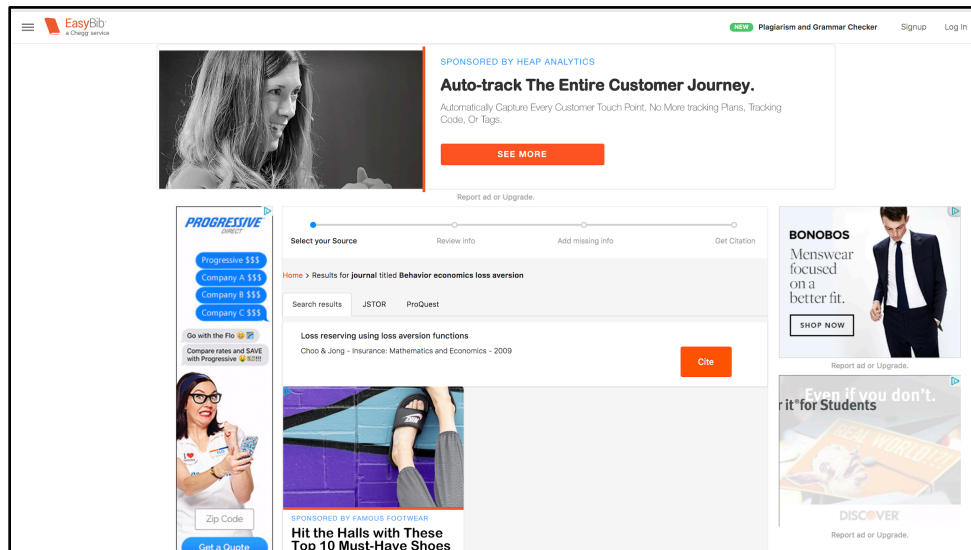 EasyBib
a Chegg service
NEW Plagiarism and Grammar Checker Signup Log In
SPONSORED BY HEAP ANALYTICS
Auto-track The Entire Customer Journey.
Automatically Capture Every Customer Touch Point, No More tracking Plans, Tracking
Code, Or Tags.
SEE MORE
Report ad or Upgrade.
PROGRESSIVE
DIRECT
Progressive $$$
Company A $$$
Company B $$$
Company C $$$
Go with the Flo
Compare rates and SAVE
with Progressive !!!!
Zip Code
Get a Quote
Select your Source Review info Add missing info Get Citation
Home > Results for journal titled Behavior economics loss aversion
Search results JSTOR ProQuest
Loss reserving using loss aversion functions
Choo & Jong - Insurance: Mathematics and Economics - 2009
Cite
SPONSORED BY FAMOUS FOOTWEAR
Hit the Halls with These
Top 10 Must-Have Shoes
BONOBOS
Menswear
focused
on a
better fit.
SHOP NOW
Report ad or Upgrade.
Even if you don't.
r it® for Students
REAL WORLD!?!
DISCOVER
Report ad or Upgrade.